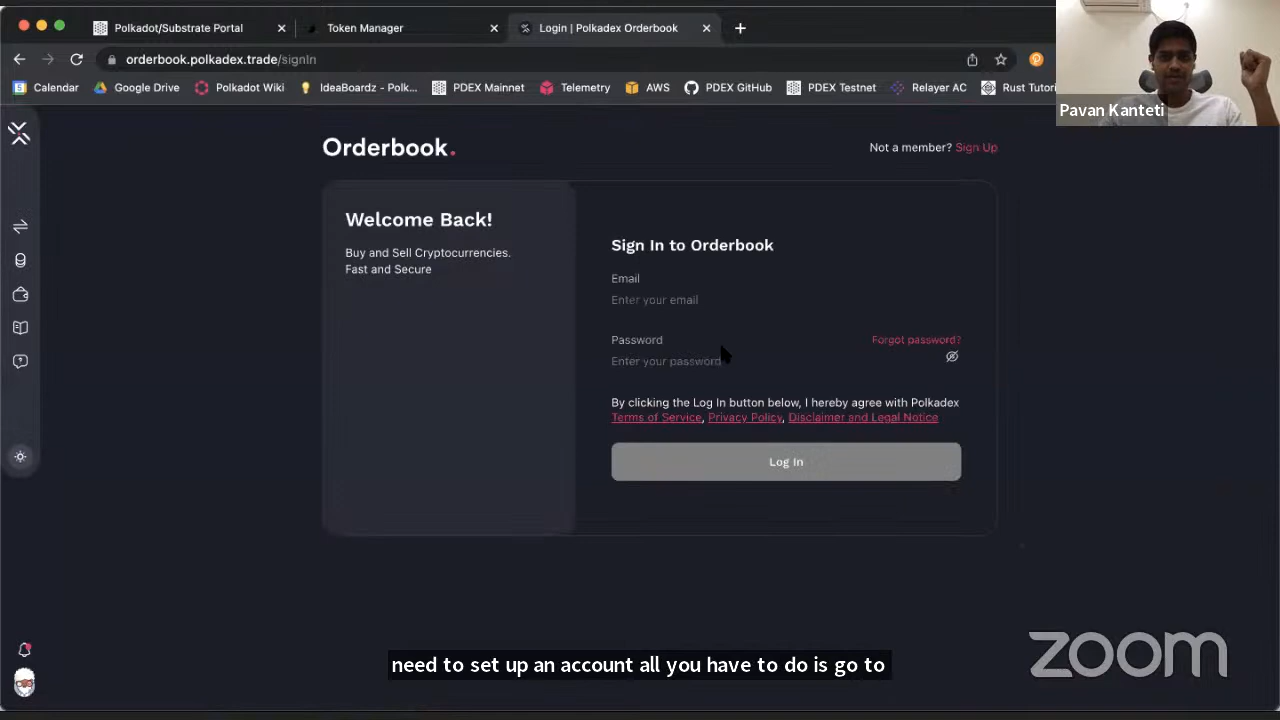 Polkadot/Substrate Portal
Token Manager
Login | Polkadex Orderbook
orderbook.polkadex.trade/signIn
Calendar
Google Drive
Polkadot Wiki
IdeaBoardz - Polk...
PDEX Mainnet
Telemetry
AWS
PDEX GitHub
PDEX Testnet
Relayer AC
Rust Tutori
Pavan Kanteti
Orderbook.
Not a member? Sign Up
Welcome Back!
Buy and Sell Cryptocurrencies.
Fast and Secure
Sign In to Orderbook
Email
Enter your email
Password
Forgot password?
Enter your password
By clicking the Log In button below, I hereby agree with Polkadex
Terms of Service, Privacy Policy, Disclaimer and Legal Notice
Log In
need to set up an account all you have to do is go to
zoom